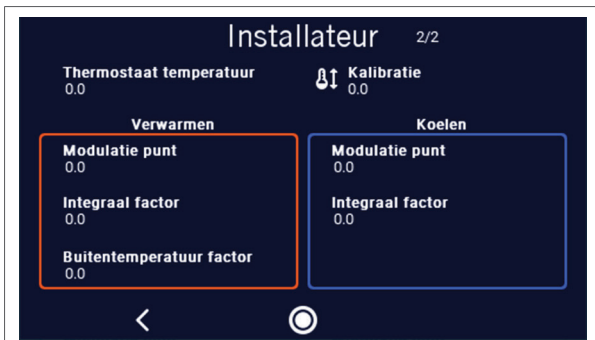 Installateur 2/2
Thermostaat temperatuur
0.0
Kalibratie
0.0
Verwarmen
Modulatie punt
0.0
Integraal factor
0.0
Buitentemperatuur factor
0.0
Koelen
Modulatie punt
0.0
Integraal factor
0.0